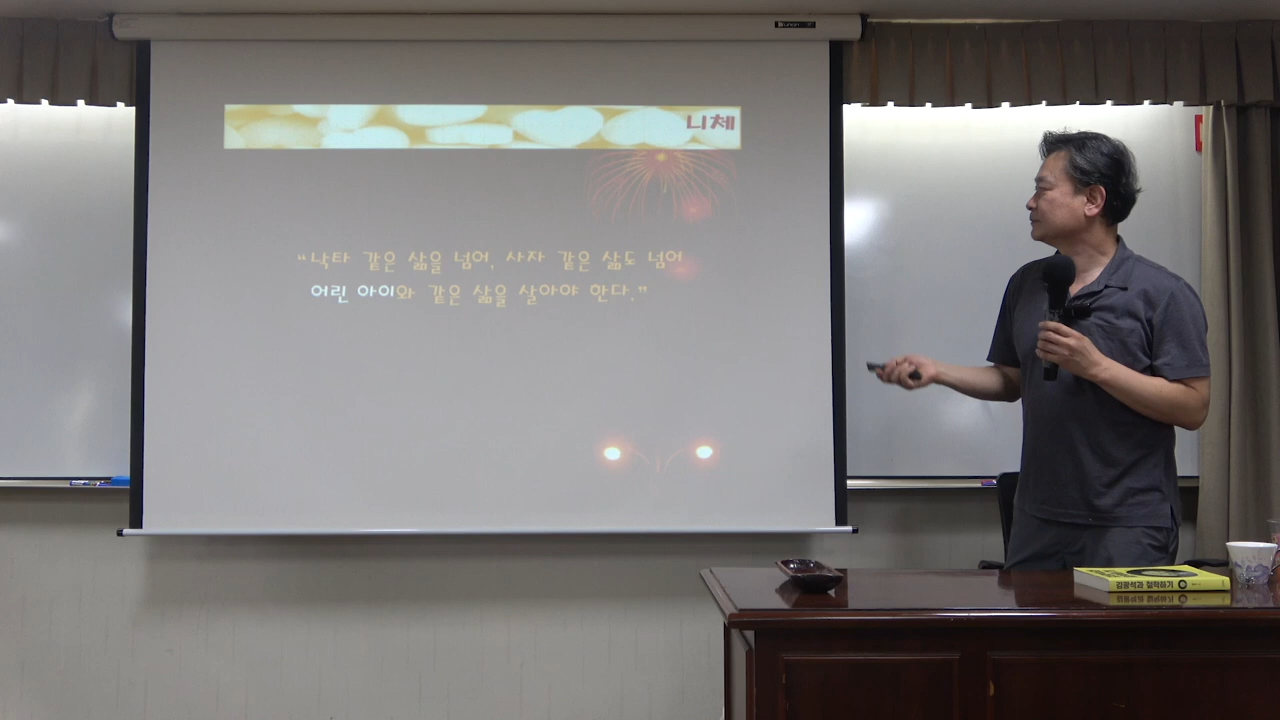 니체
“낙타 같은 삶을 넘어, 사자 같은 삶도 넘어
어린 아이와 같은 삶을 살아야 한다.”
김광석과 철학하기